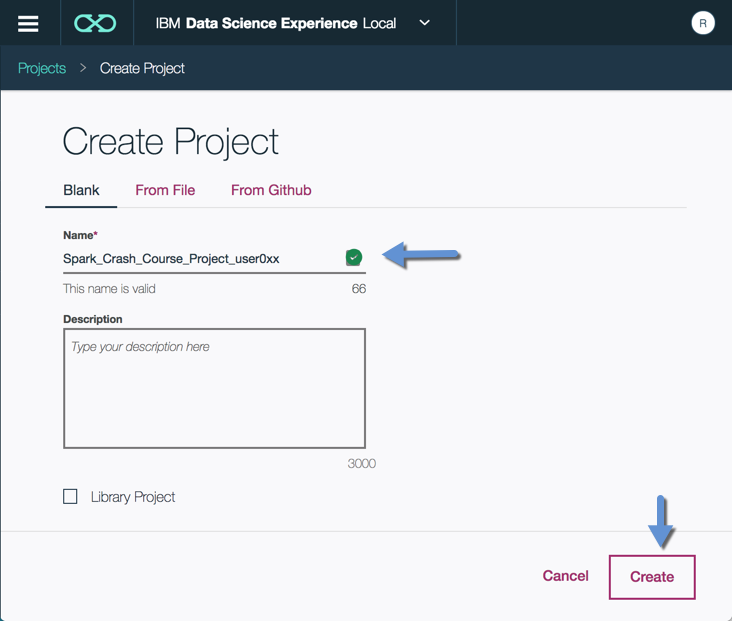 IBM Data Science Experience Local
R
Projects > Create Project
Create Project
Blank From File From Github
Name*
Spark_Crash_Course_Project_user0xx
This name is valid 66
Description
Type your description here
3000
Library Project
Cancel Create